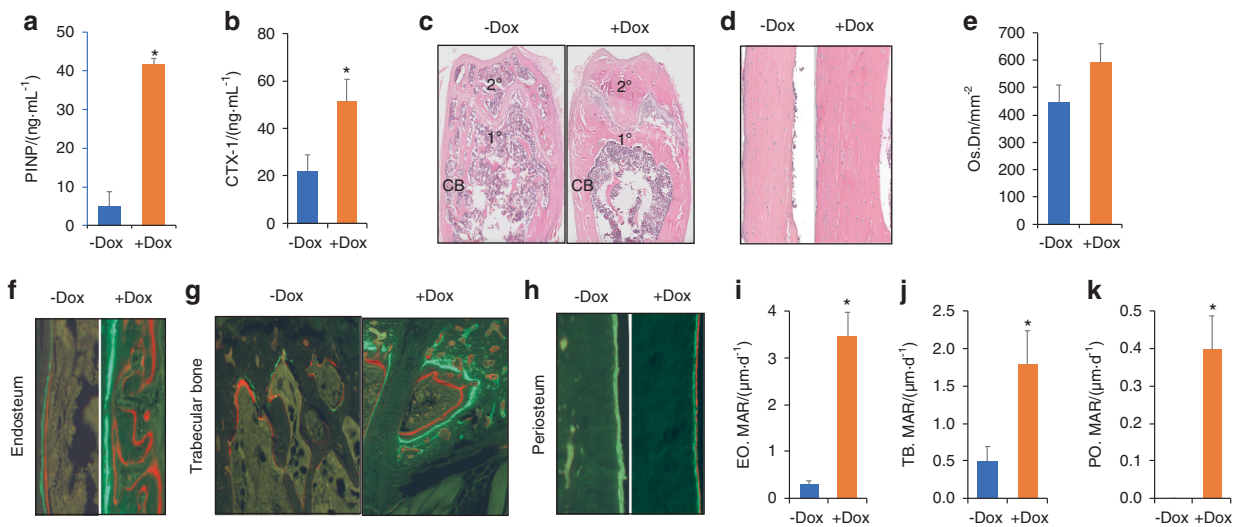 a
PINP/(ng·mL⁻¹)
50
40
30
20
10
0
*
-Dox
+Dox
b
CTX-1/(ng·mL⁻¹)
80
60
40
20
0
*
-Dox
+Dox
c
-Dox
+Dox
2°
1°
CB
2°
1°
CB
d
-Dox
+Dox
e
Os.Dn/mm⁻²
700
600
500
400
300
200
100
0
-Dox
+Dox
f
-Dox
+Dox
Endosteum
g
-Dox
+Dox
Trabecular bone
h
-Dox
+Dox
Periosteum
i
EO. MAR/(μm·d⁻¹)
4
3
2
1
0
*
-Dox
+Dox
j
TB. MAR/(μm·d⁻¹)
2.5
2.0
1.5
1.0
0.5
0.0
*
-Dox
+Dox
k
PO. MAR/(μm·d⁻¹)
0.5
0.4
0.3
0.2
0.1
0.0
*
-Dox
+Dox